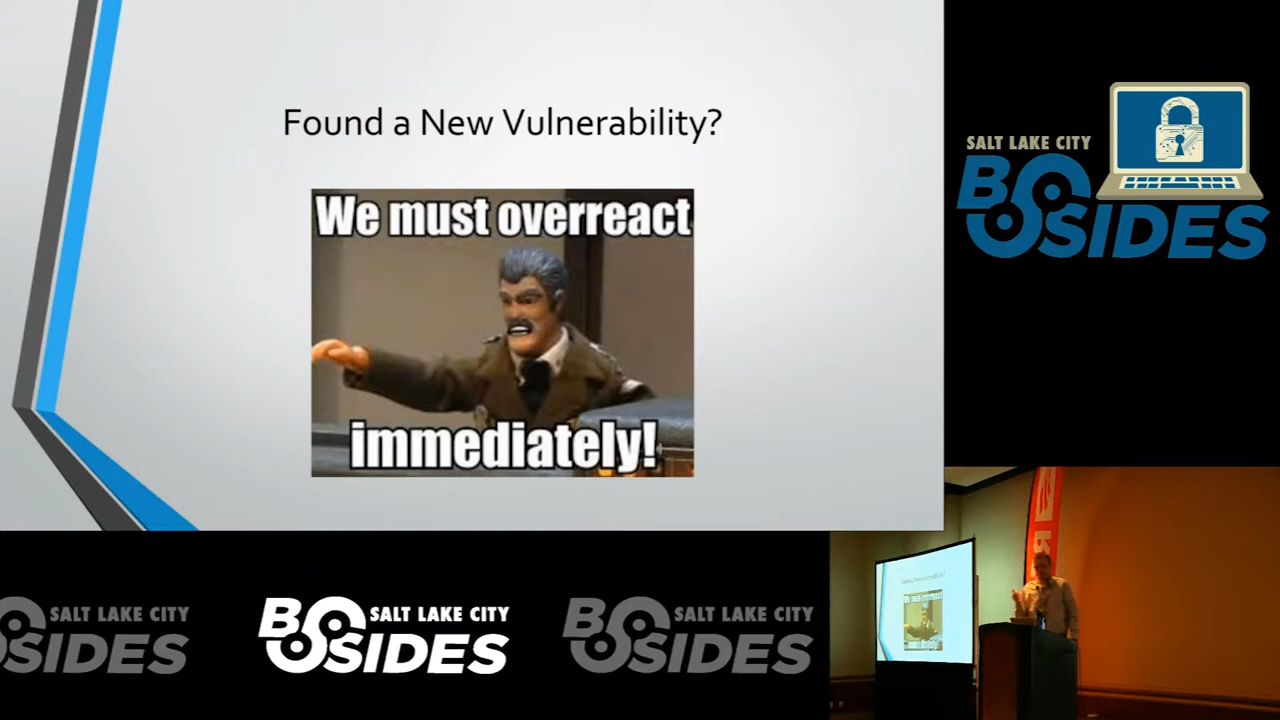 Found a New Vulnerability?
We must overreact
immediately!
SALT LAKE CITY
BSIDES
SIDES
SALT LAKE CITY
BSIDES
SALT LAKE CITY
BSIDES
SALT LAKE CITY